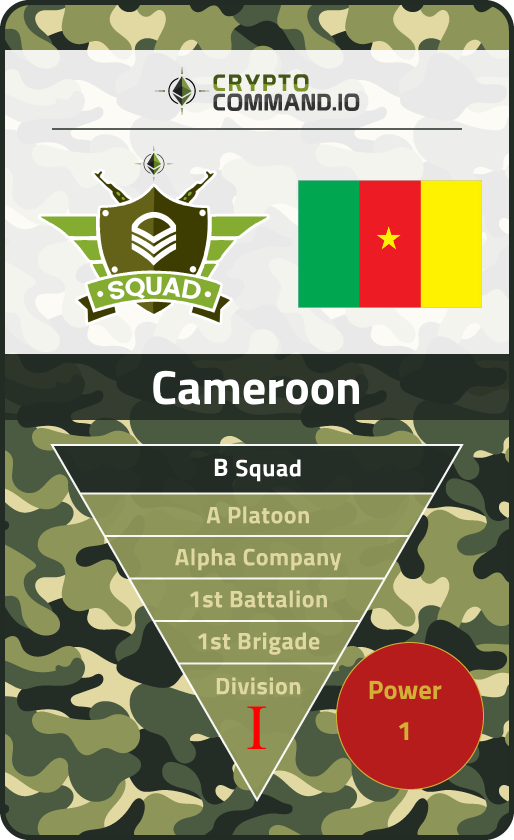 CRYPTO
COMMAND.IO
SQUAD
Cameroon
B Squad
A Platoon
Alpha Company
1st Battalion
1st Brigade
Division
I
Power
1